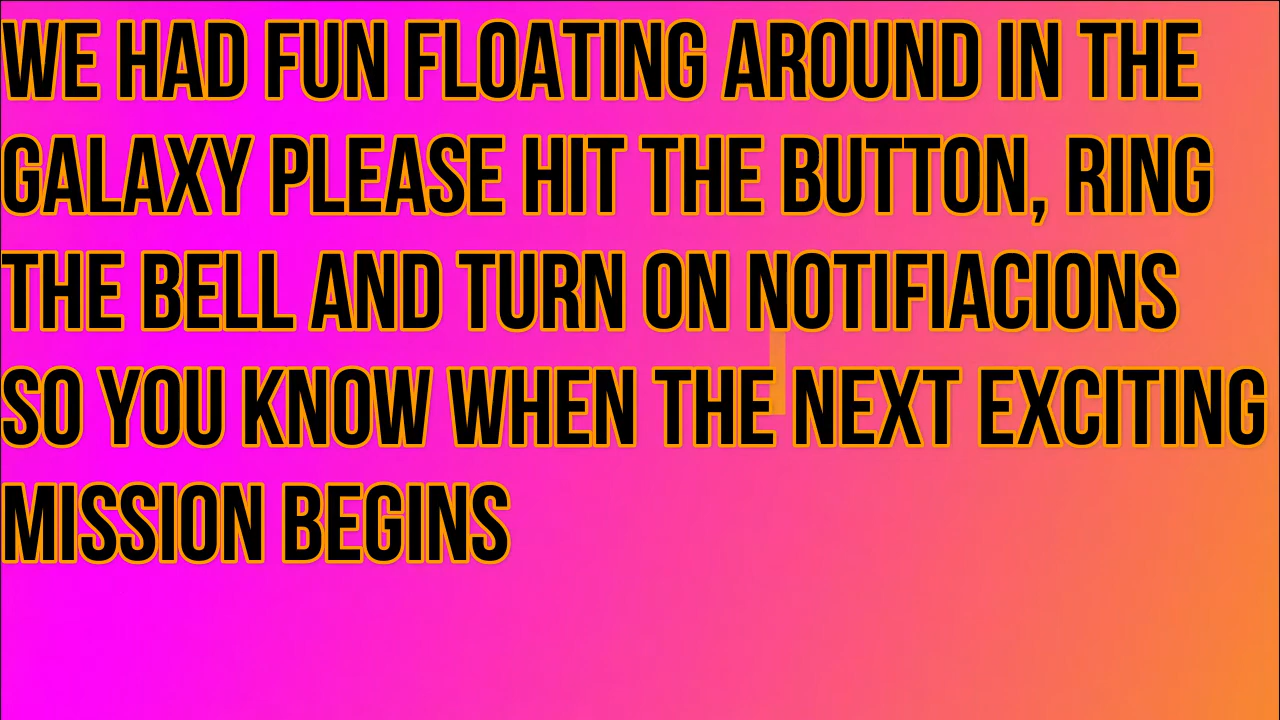 WE HAD FUN FLOATING AROUND IN THE
GALAXY PLEASE HIT THE BUTTON, RING
THE BELL AND TURN ON NOTIFIACIONS
SO YOU KNOW WHEN THE NEXT EXCITING
MISSION BEGINS